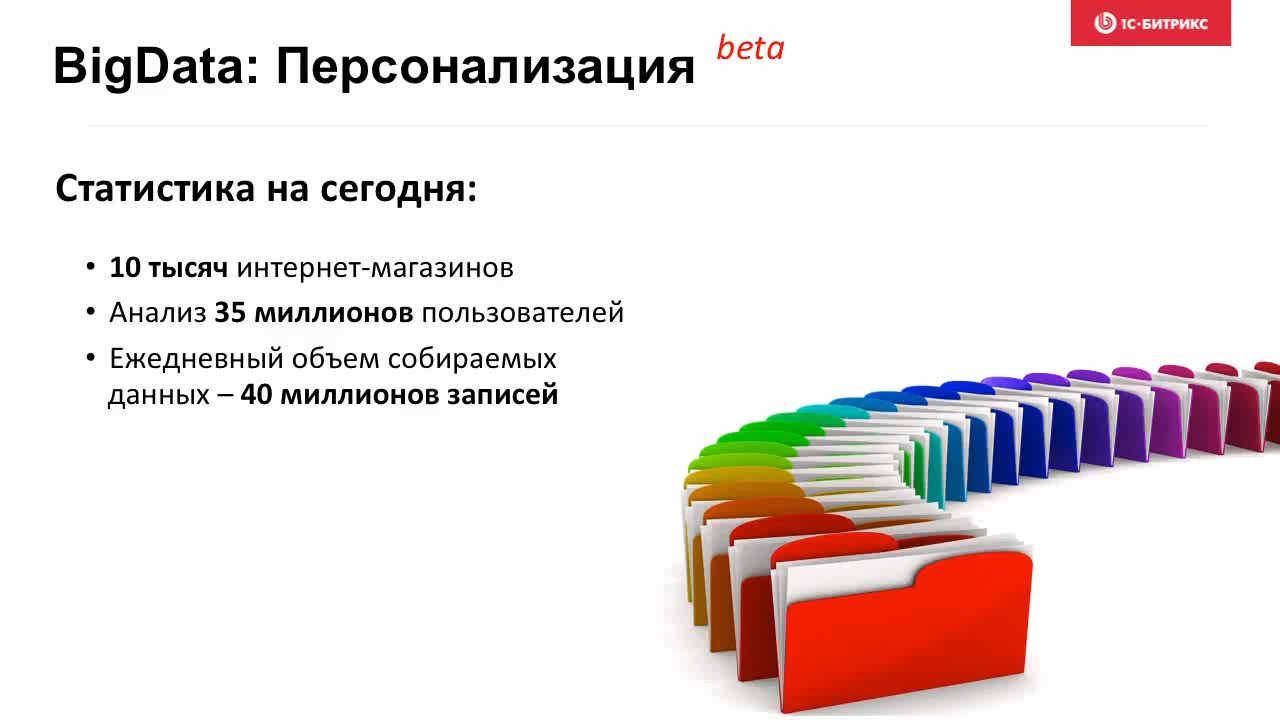 BigData: Персонализация beta
1С-БИТРИКС
Статистика на сегодня:
• 10 тысяч интернет-магазинов
• Анализ 35 миллионов пользователей
• Ежедневный объем собираемых
данных – 40 миллионов записей